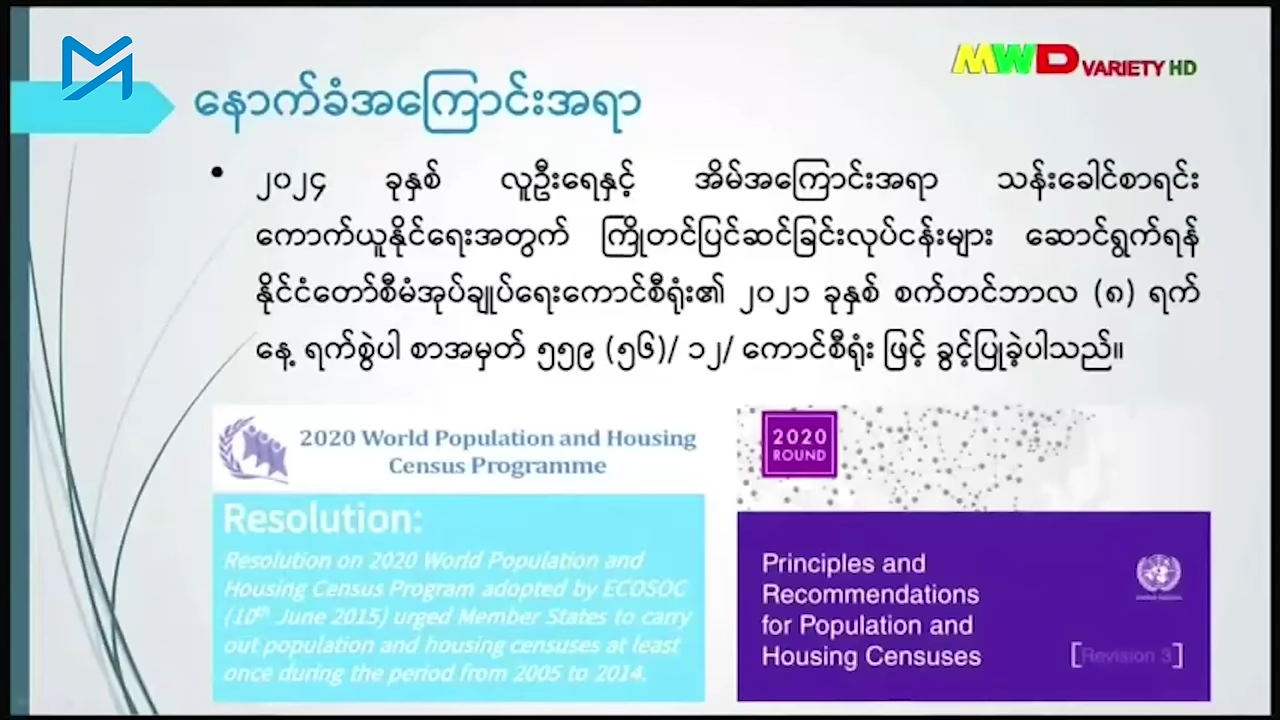 MWD VARIETY HD
နောက်ခံအကြောင်းအရာ
• ၂၀၂၄ ခုနှစ် လူဦးရေနှင့် အိမ်အကြောင်းအရာ သန်းခေါင်စာရင်း
ကောက်ယူနိုင်ရေးအတွက် ကြိုတင်ပြင်ဆင်ခြင်းလုပ်ငန်းများ ဆောင်ရွက်ရန်
နိုင်ငံတော်စီမံအုပ်ချုပ်ရေးကောင်စီရုံး၏ ၂၀၂၁ ခုနှစ် စက်တင်ဘာလ (၈) ရက်
နေ့ ရက်စွဲပါ စာအမှတ် ၅၅၉ (၅၆)/ ၁၂/ ကောင်စီရုံး ဖြင့် ခွင့်ပြုခဲ့ပါသည်။
2020 World Population and Housing
Census Programme
Resolution:
Resolution on 2020 World Population and
Housing Census Program adopted by ECOSOC
(10th June 2015) urged Member States to carry
out population and housing censuses at least
once during the period from 2005 to 2014.
2020
ROUND
Principles and
Recommendations
for Population and
Housing Censuses
[Revision 3]